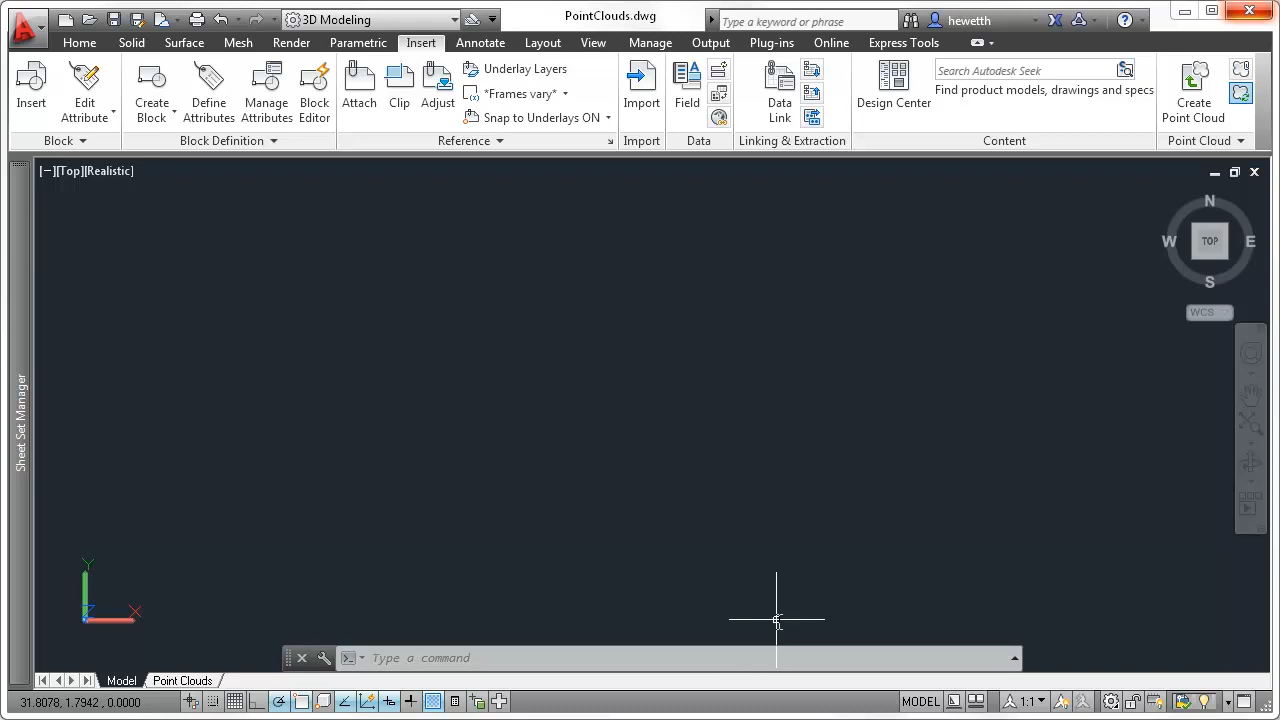 3D Modeling
PointClouds.dwg
Type a keyword or phrase
hewetth
Home Solid Surface Mesh Render Parametric Insert Annotate Layout View Manage Output Plug-ins Online Express Tools
Insert
Edit Attribut
Create Block
Define Attributes
Manage Attributes
Block Editor
Attach
Clip
Adjust
Underlay Layers
*Frames vary*
Snap to Underlays ON
Import
Field
Data Link
Design Center
Search Autodesk Seek
Find product models, drawings and specs
Create Point Cloud
Block Block Definition Reference Import Data Linking & Extraction Content Point Cloud
[−][Top][Realistic]
N
W TOP E
S
WCS
Sheet Set Manager
Y
Z X
Type a command
Model Point Clouds
31.8078, 1.7942 , 0.0000 MODEL 1:1